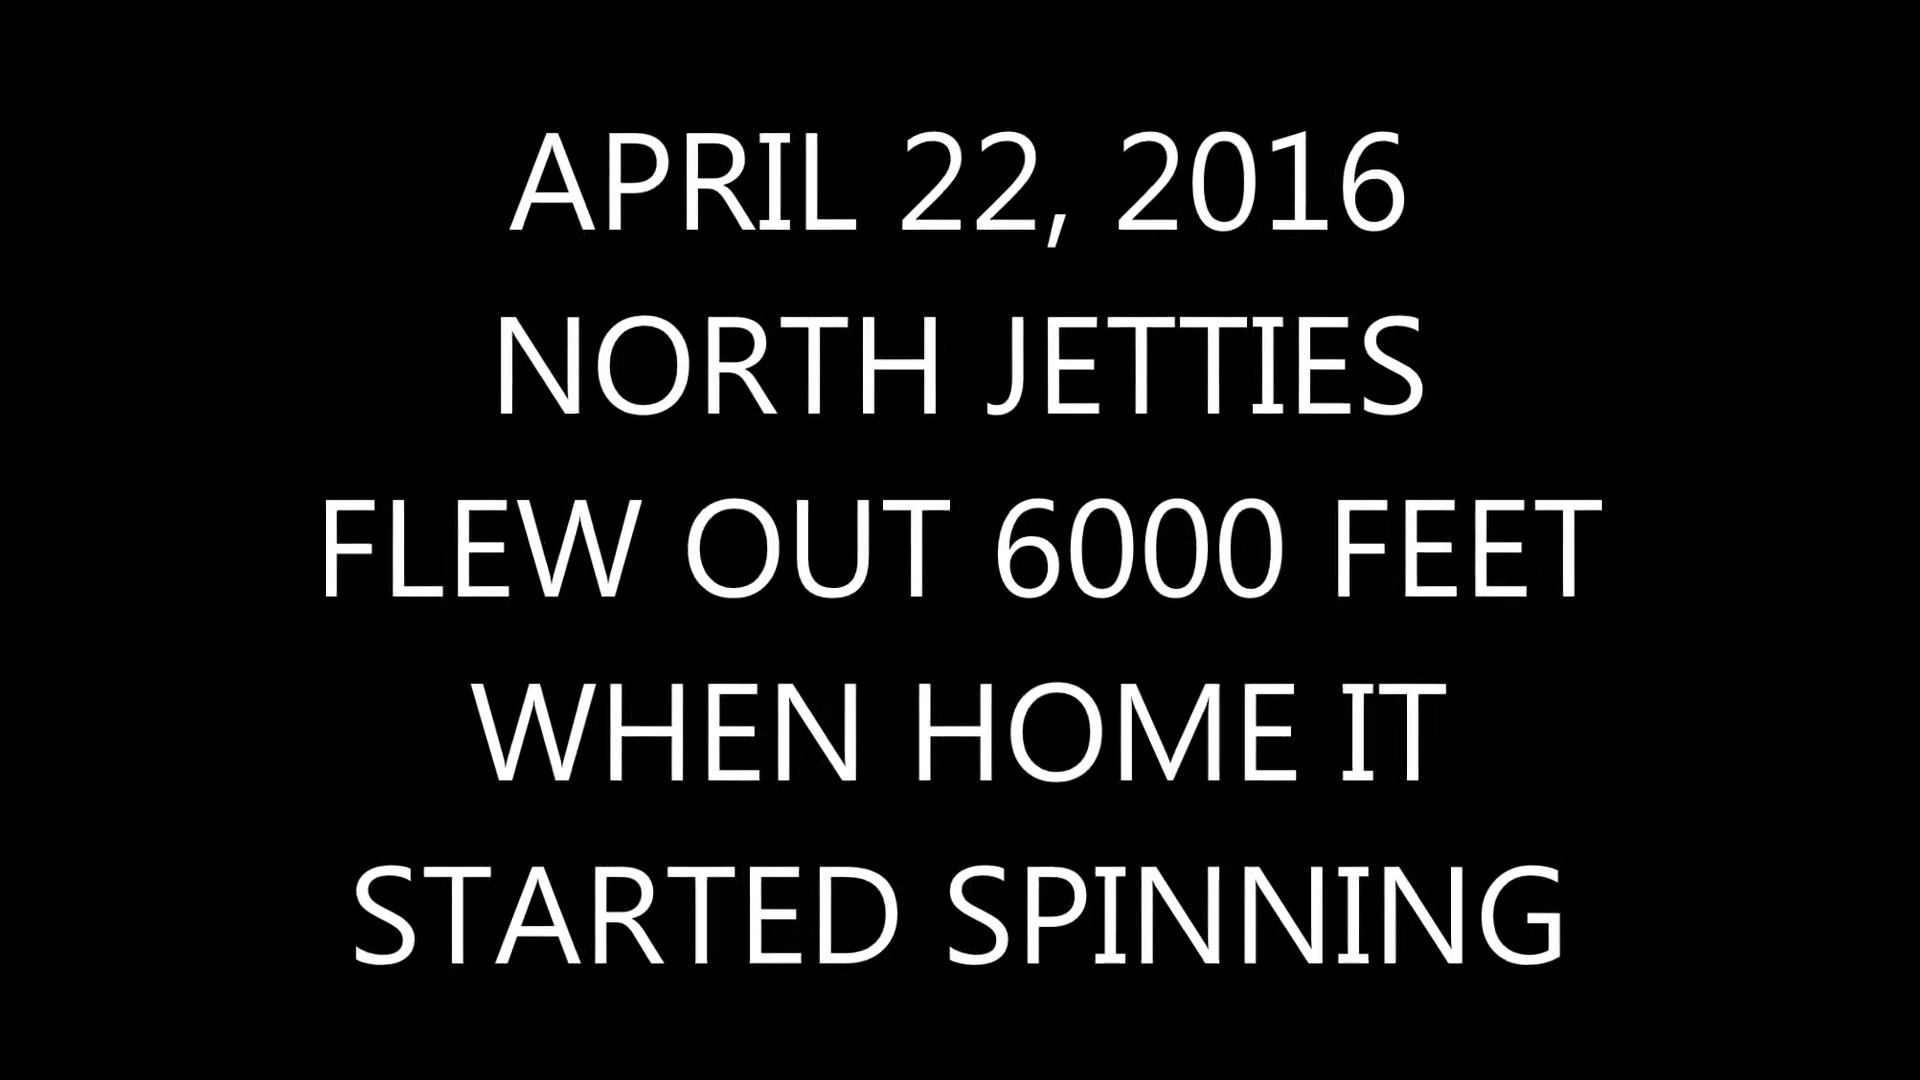 APRIL 22, 2016
NORTH JETTIES
FLEW OUT 6000 FEET
WHEN HOME IT
STARTED SPINNING